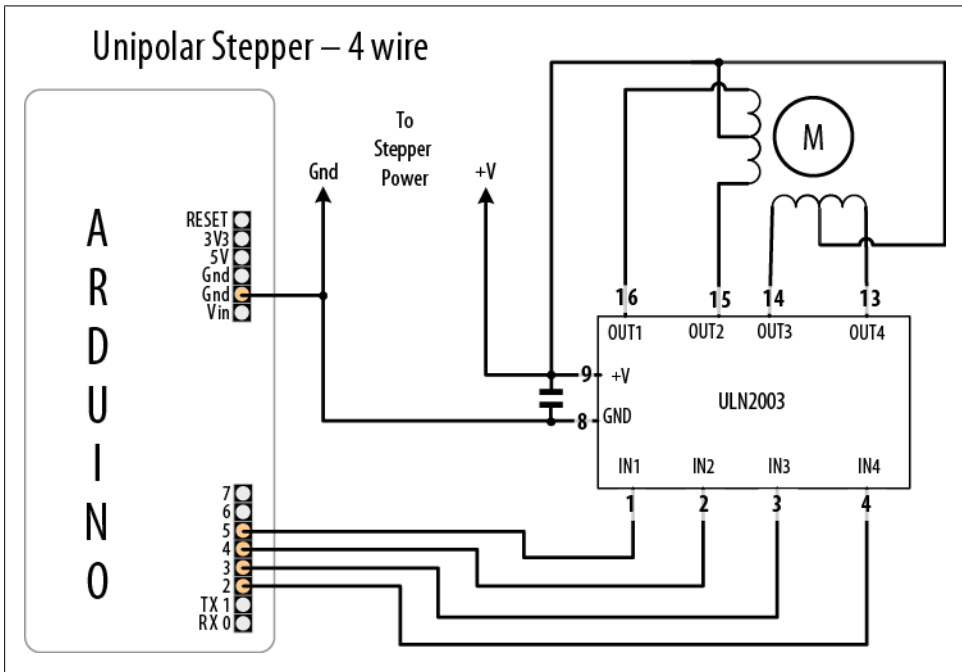 Unipolar Stepper – 4 wire
To
Stepper
Power
Gnd
+V
M
ARDUINO
RESET
3V3
5V
Gnd
Gnd
Vin
16 15 14 13
OUT1 OUT2 OUT3 OUT4
9 +V
ULN2003
8 GND
IN1 IN2 IN3 IN4
1 2 3 4
7
6
5
4
3
2
TX 1
RX 0